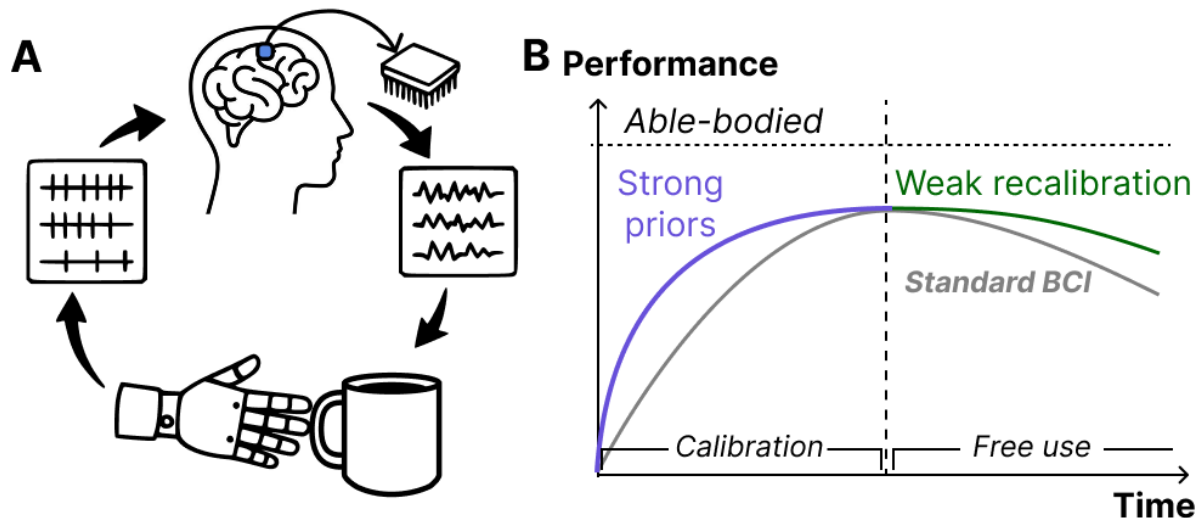 A
B
Performance
Able-bodied
Strong
priors
Weak recalibration
Standard BCI
Calibration
Free use
Time